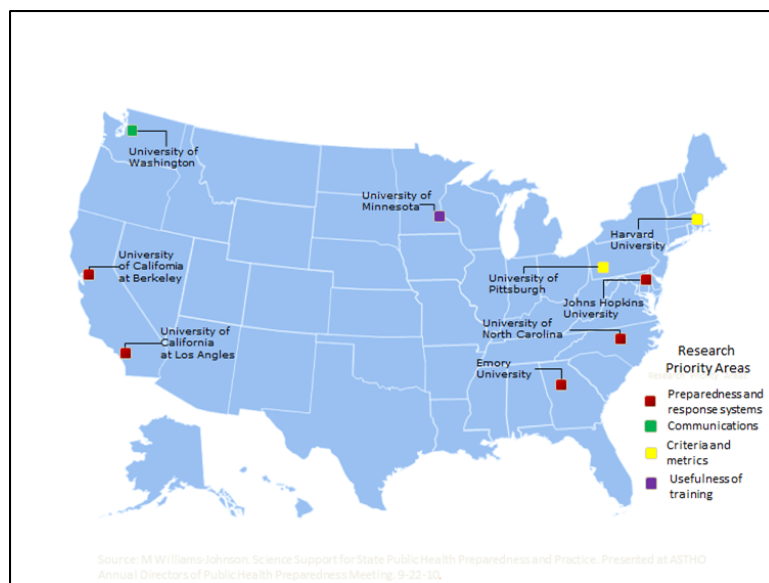 University of
Washington
University of
Minnesota
Harvard
University
University
of California
at Berkeley
University of
Pittsburgh
Johns Hopkins
University
University of
North Carolina
University of
California
at Los Angles
Emory
University
Research
Priority Areas
Preparedness and
response systems
Communications
Criteria and
metrics
Usefulness of
training
Source: M Williams-Johnson. Science Support for State Public Health Preparedness and Practice. Presented at ASTHO
Annual Directors of Public Health Preparedness Meeting. 9-22-10.